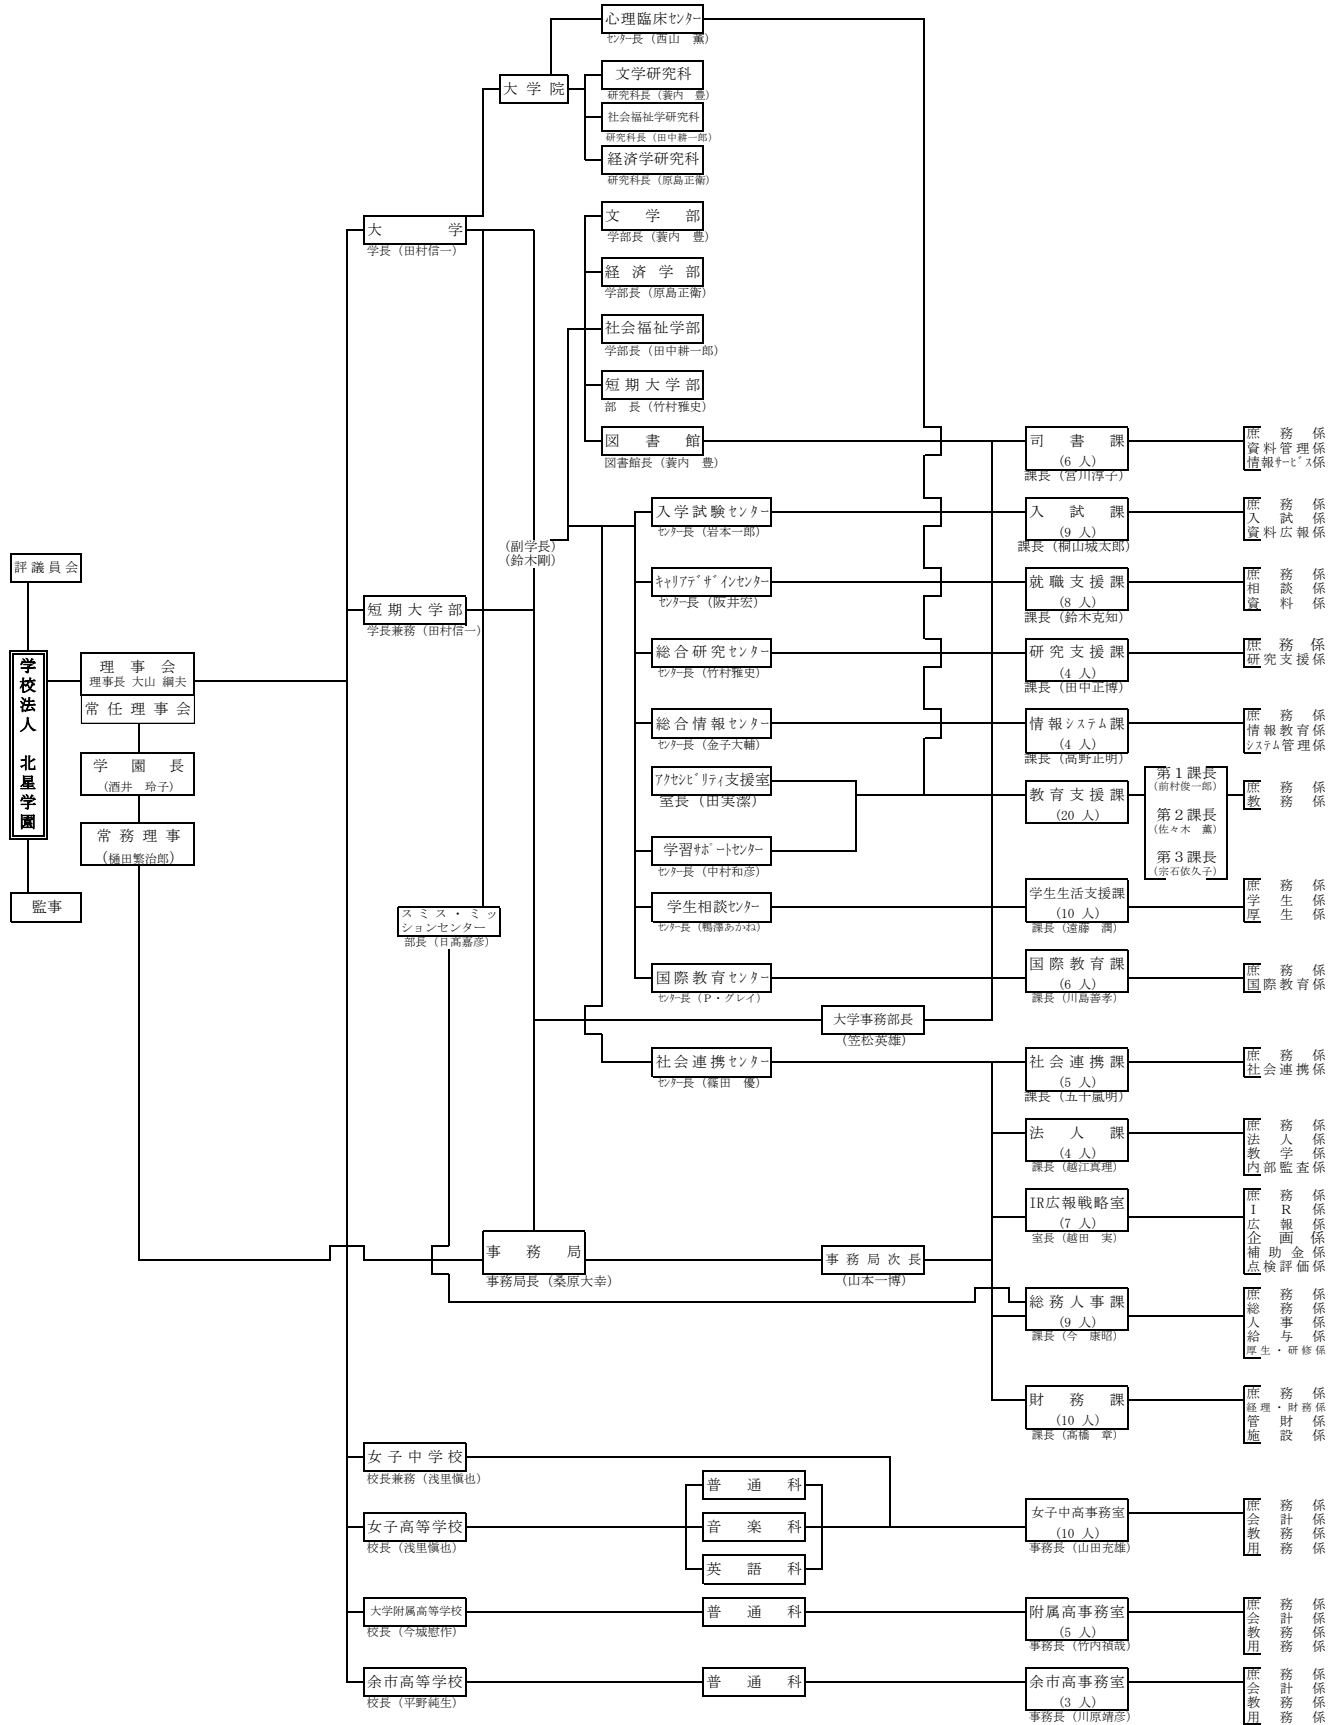 心理臨床ｾﾝﾀｰ
ｾﾝﾀｰ長（西山　薫）
大 学 院
文学研究科
研究科長（蓑内　豊）
社会福祉学研究科
研究科長（田中耕一郎）
経済学研究科
研究科長（原島正衛）
大　　　　学
学長（田村信一）
文　学　部
学部長（蓑内　豊）
経 済 学 部
学部長（原島正衛）
社会福祉学部
学部長（田中耕一郎）
短期大学部
部　長（竹村雅史）
図　書　館
図書館長（蓑内　豊）
司　書　課
（6 人）
課長（宮川淳子）
庶　務　係
資料管理係
情報ｻｰﾋﾞｽ係
入学試験ｾﾝﾀｰ
ｾﾝﾀｰ長（岩本一郎）
入　試　課
（9 人）
課長（桐山城太郎）
庶　務　係
入　試　係
資料広報係
（副学長）
（鈴木剛）
評議員会
ｷｬﾘｱﾃﾞｻﾞｲﾝｾﾝﾀｰ
ｾﾝﾀｰ長（阪井宏）
就職支援課
（8 人）
課長（鈴木克知）
庶　務　係
相　談　係
資　料　係
短期大学部
学長兼務（田村信一）
学校法人　北星学園
理　事　会
理事長 大山 綱夫
常任理事会
総合研究ｾﾝﾀｰ
ｾﾝﾀｰ長（竹村雅史）
研究支援課
（4 人）
課長（田中正博）
庶　務　係
研究支援係
総合情報ｾﾝﾀｰ
ｾﾝﾀｰ長（金子大輔）
情報ｼｽﾃﾑ課
（4 人）
課長（高野正明）
庶　務　係
情報教育係
ｼｽﾃﾑ管理係
学　園　長
（酒井　玲子）
ｱｸｾｼﾋﾞﾘﾃｨ支援室
室長（田実潔）
教育支援課
（20 人）
第１課長
（前村俊一郎）
第２課長
（佐々木　薫）
第３課長
（宗石依久子）
庶　務　係
教　務　係
常務理事
（樋田繁治郎）
学習ｻﾎﾟｰﾄｾﾝﾀｰ
ｾﾝﾀｰ長（中村和彦）
監事
スミス・ミッ
ションセンター
部長（日髙嘉彦）
学生相談ｾﾝﾀｰ
ｾﾝﾀｰ長（鴨澤あかね）
学生生活支援課
（10 人）
課長（遠藤　潤）
庶　務　係
学　生　係
厚　生　係
国際教育ｾﾝﾀｰ
ｾﾝﾀｰ長（P・グレイ）
国際教育課
（6 人）
課長（川島善孝）
庶　務　係
国際教育係
大学事務部長
（笠松英雄）
社会連携ｾﾝﾀｰ
ｾﾝﾀｰ長（篠田　優）
社会連携課
（5 人）
課長（五十嵐明）
庶　務　係
社会連携係
法　人　課
（4 人）
課長（越江真理）
庶　務　係
法　人　係
教　学　係
内部監査係
IR広報戦略室
（7 人）
室長（越田　実）
庶　務　係
I　R　係
広　報　係
企　画　係
補助金係
点検評価係
事　務　局
事務局長（桑原大幸）
事務局次長
（山本一博）
総務人事課
（9 人）
課長（今　康昭）
庶　務　係
総　務　係
人　事　係
給　与　係
厚生・研修係
財　務　課
（10 人）
課長（髙橋　章）
庶　務　係
経理・財務係
管　財　係
施　設　係
女子中学校
校長兼務（浅里愼也）
女子高等学校
校長（浅里愼也）
普　通　科
音　楽　科
英　語　科
女子中高事務室
（10 人）
事務長（山田充雄）
庶　務　係
会　計　係
教　務　係
用　務　係
大学附属高等学校
校長（今城慰作）
普　通　科
附属高事務室
（5 人）
事務長（竹内禎哉）
庶　務　係
会　計　係
教　務　係
用　務　係
余市高等学校
校長（平野純生）
普　通　科
余市高事務室
（3 人）
事務長（川原靖彦）
庶　務　係
会　計　係
教　務　係
用　務　係